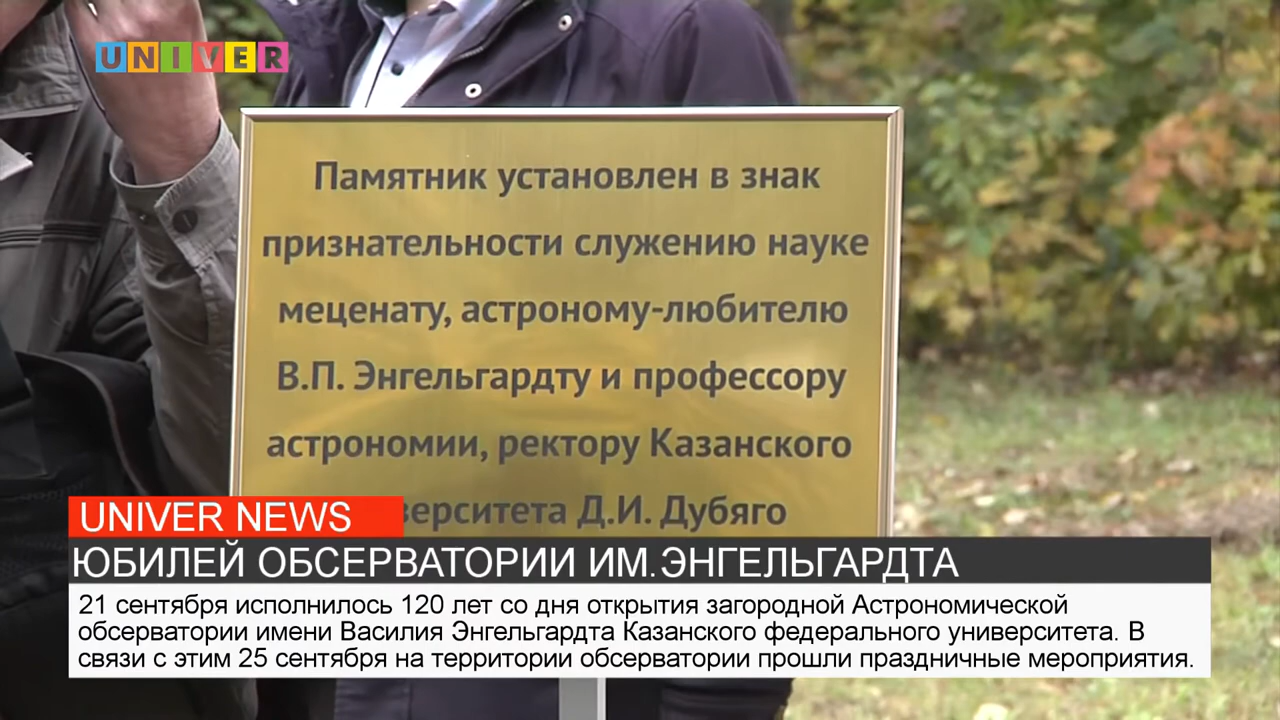 UNIVER
Памятник установлен в знак
признательности служению науке
меценату, астроному-любителю
В.П. Энгельгардту и профессору
астрономии, ректору Казанского
верситета Д.И. Дубяго
UNIVER NEWS
ЮБИЛЕЙ ОБСЕРВАТОРИИ ИМ.ЭНГЕЛЬГАРДТА
21 сентября исполнилось 120 лет со дня открытия загородной Астрономической
обсерватории имени Василия Энгельгардта Казанского федерального университета. В
связи с этим 25 сентября на территории обсерватории прошли праздничные мероприятия.